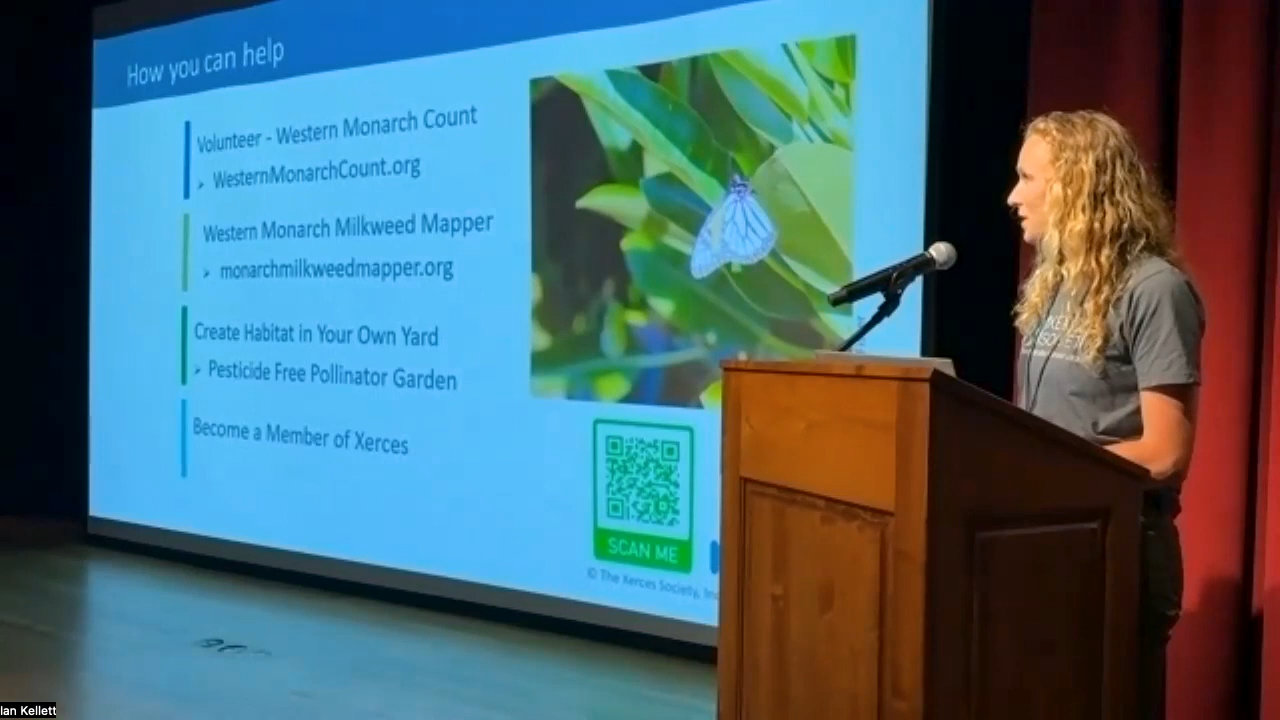 How you can help
Volunteer - Western Monarch Count
➢ WesternMonarchCount.org
Western Monarch Milkweed Mapper
➢ monarchmilkweedmapper.org
Create Habitat in Your Own Yard
➢ Pesticide Free Pollinator Garden
Become a Member of Xerces
SCAN ME
© The Xerces Society, Inc
Ian Kellett